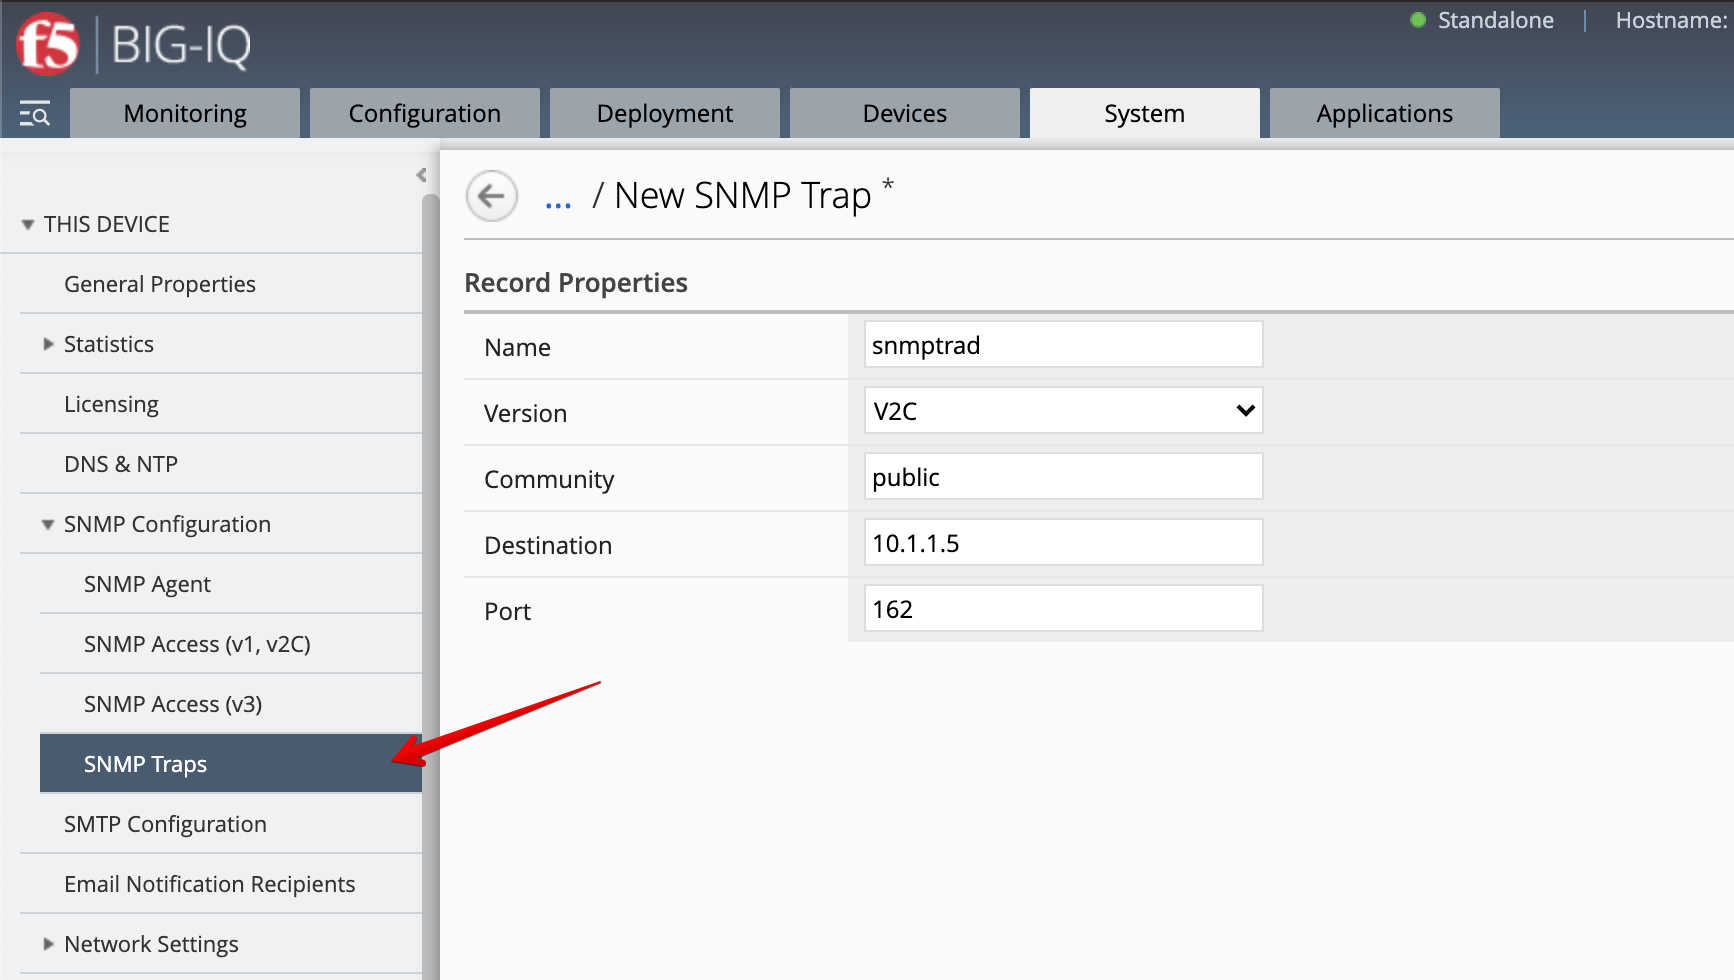 Standalone | Hostname:
f5 | BIG-IQ
Monitoring
Configuration
Deployment
Devices
System
Applications
THIS DEVICE
General Properties
Statistics
Licensing
DNS & NTP
SNMP Configuration
SNMP Agent
SNMP Access (v1, v2C)
SNMP Access (v3)
SNMP Traps
SMTP Configuration
Email Notification Recipients
Network Settings
... / New SNMP Trap *
Record Properties
Name snmptrad
Version V2C
Community public
Destination 10.1.1.5
Port 162